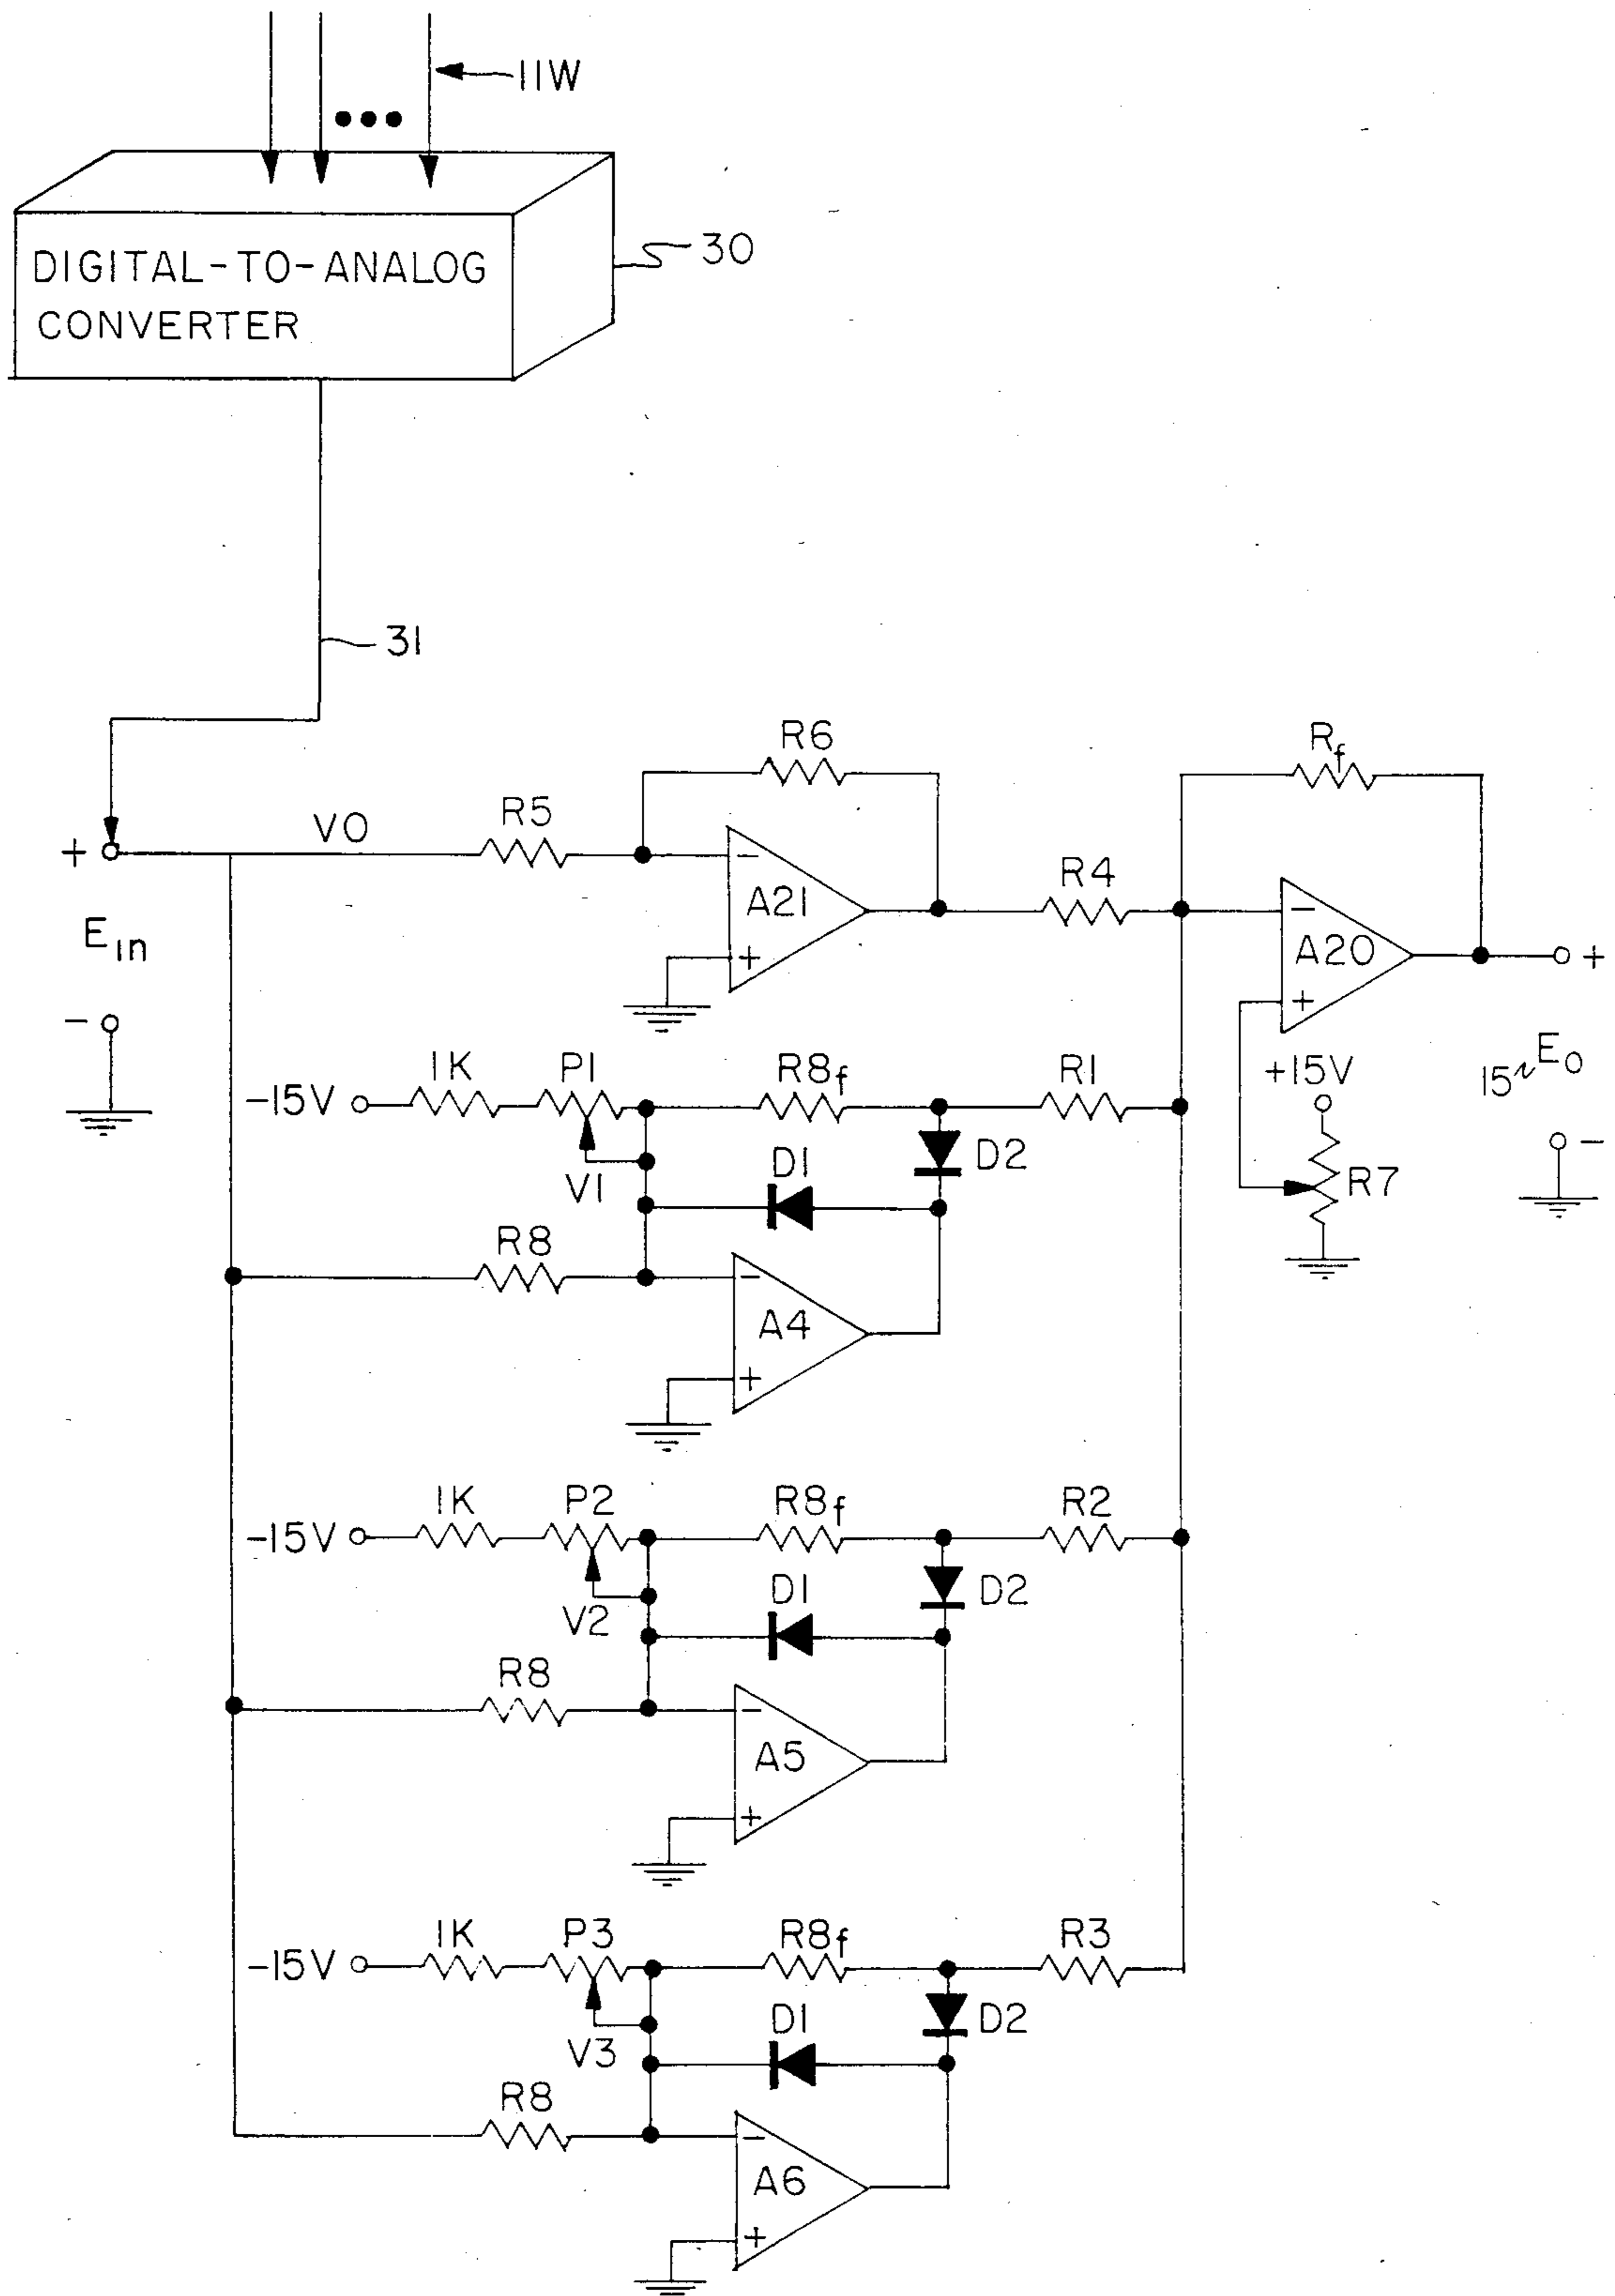 11W
30
DIGITAL-TO-ANALOG
CONVERTER
31
R6
Rf
R5
VO
+
−
A21
+
R4
−
A20
+
+
Ein
−
+15V
R7
15
Eo
−
1K
P1
R8f
R1
-15V
V1
D1
D2
R8
−
A4
+
1K
P2
R8f
R2
-15V
V2
D1
D2
R8
−
A5
+
1K
P3
R8f
R3
-15V
V3
D1
D2
R8
−
A6
+